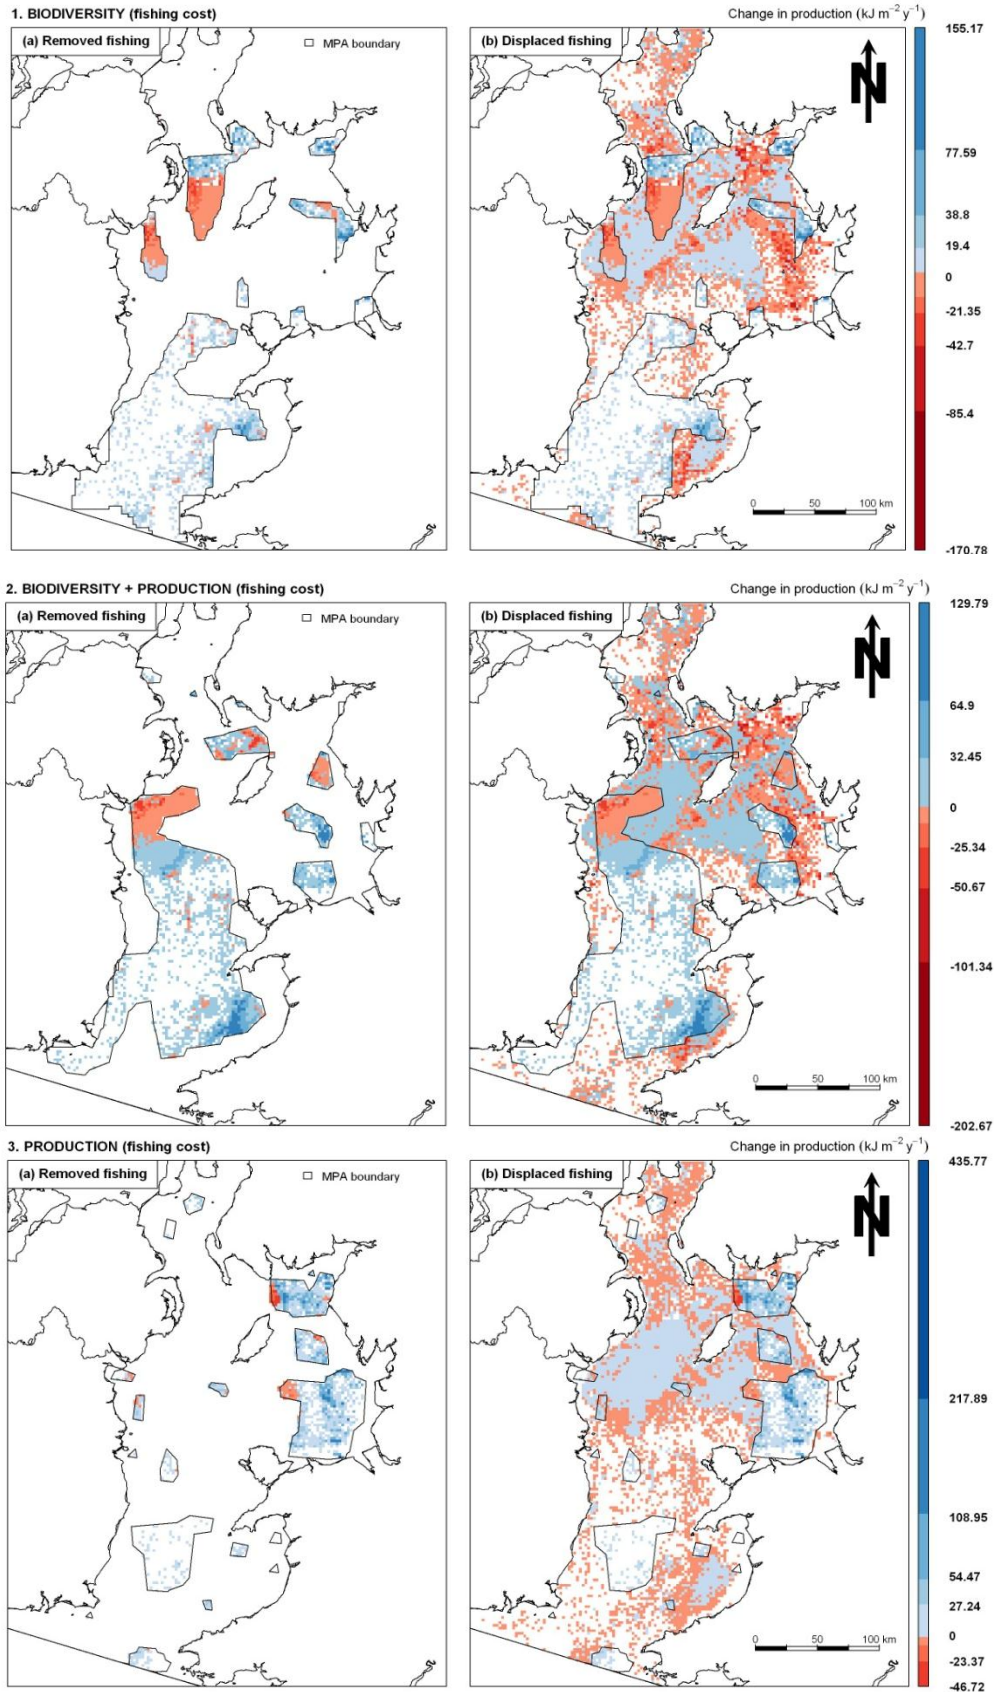 1. BIODIVERSITY (fishing cost)
Change in production (kJ m⁻² y⁻¹)
(a) Removed fishing
MPA boundary
(b) Displaced fishing
N
155.17
77.59
38.8
19.4
0
-21.35
-42.7
-85.4
-170.78
0 50 100 km
2. BIODIVERSITY + PRODUCTION (fishing cost)
Change in production (kJ m⁻² y⁻¹)
(a) Removed fishing
MPA boundary
(b) Displaced fishing
N
129.79
64.9
32.45
0
-25.34
-50.67
-101.34
-202.67
0 50 100 km
3. PRODUCTION (fishing cost)
Change in production (kJ m⁻² y⁻¹)
(a) Removed fishing
MPA boundary
(b) Displaced fishing
N
435.77
217.89
108.95
54.47
27.24
0
-23.37
-46.72
0 50 100 km